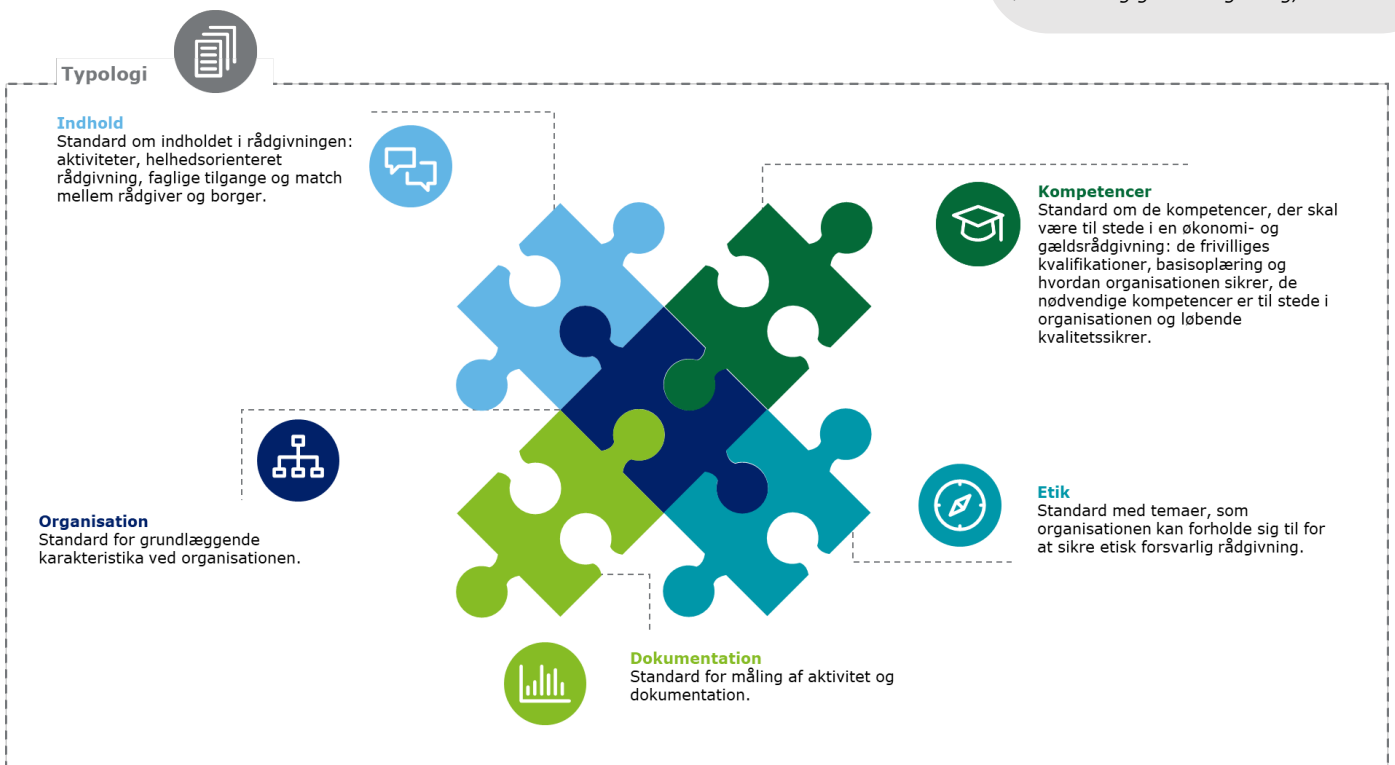 Typologi
Indhold
Standard om indholdet i rådgivningen:
aktiviteter, helhedsorienteret
rådgivning, faglige tilgange og match
mellem rådgiver og borger.
Kompetencer
Standard om de kompetencer, der skal
være til stede i en økonomi- og
gældsrådgivning: de frivilliges
kvalifikationer, basisoplæring og
hvordan organisationen sikrer, de
nødvendige kompetencer er til stede i
organisationen og løbende
kvalitetssikrer.
Organisation
Standard for grundlæggende
karakteristika ved organisationen.
Etik
Standard med temaer, som
organisationen kan forholde sig til for
at sikre etisk forsvarlig rådgivning.
Dokumentation
Standard for måling af aktivitet og
dokumentation.